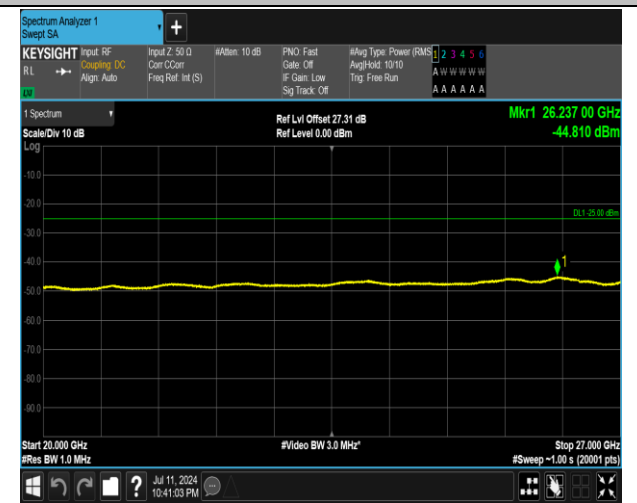 Spectrum Analyzer 1
Swept SA
+
KEYSIGHT
RL
Input: RF
Coupling: DC
Align: Auto
Input Z: 50 Ω
Corr CCorr
Freq Ref: Int (S)
#Atten: 10 dB
PNO: Fast
Gate: Off
IF Gain: Low
Sig Track: Off
#Avg Type: Power (RMS
Avg|Hold: 10/10
Trig: Free Run
1 2 3 4 5 6
A W W W W W
A A A A A A
1 Spectrum
Scale/Div 10 dB
Log
Ref Lvl Offset 27.31 dB
Ref Level 0.00 dBm
Mkr1 26.237 00 GHz
-44.810 dBm
-10.0
-20.0
DL1 -25.00 dBm
-30.0
-40.0
1
-50.0
-60.0
-70.0
-80.0
-90.0
Start 20.000 GHz
#Res BW 1.0 MHz
#Video BW 3.0 MHz*
Stop 27.000 GHz
#Sweep ~1.00 s (20001 pts)
?
Jul 11, 2024
10:41:03 PM